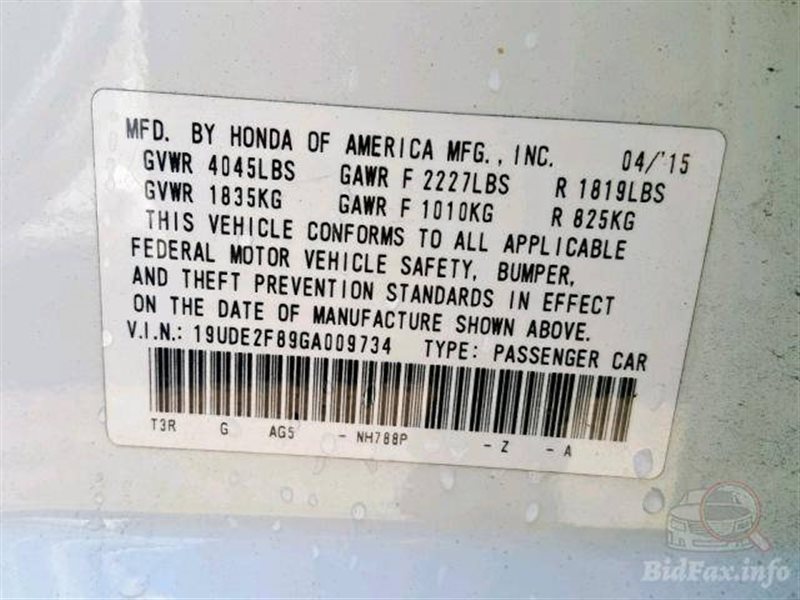 MFD. BY HONDA OF AMERICA MFG., INC. 04/'15
GVWR 4045LBS GAWR F 2227LBS R 1819LBS
GVWR 1835KG GAWR F 1010KG R 825KG
THIS VEHICLE CONFORMS TO ALL APPLICABLE
FEDERAL MOTOR VEHICLE SAFETY, BUMPER,
AND THEFT PREVENTION STANDARDS IN EFFECT
ON THE DATE OF MANUFACTURE SHOWN ABOVE.
V.I.N.: 19UDE2F89GA009734 TYPE: PASSENGER CAR
T3R G AG5 - NH788P - Z - A
BidFax.info